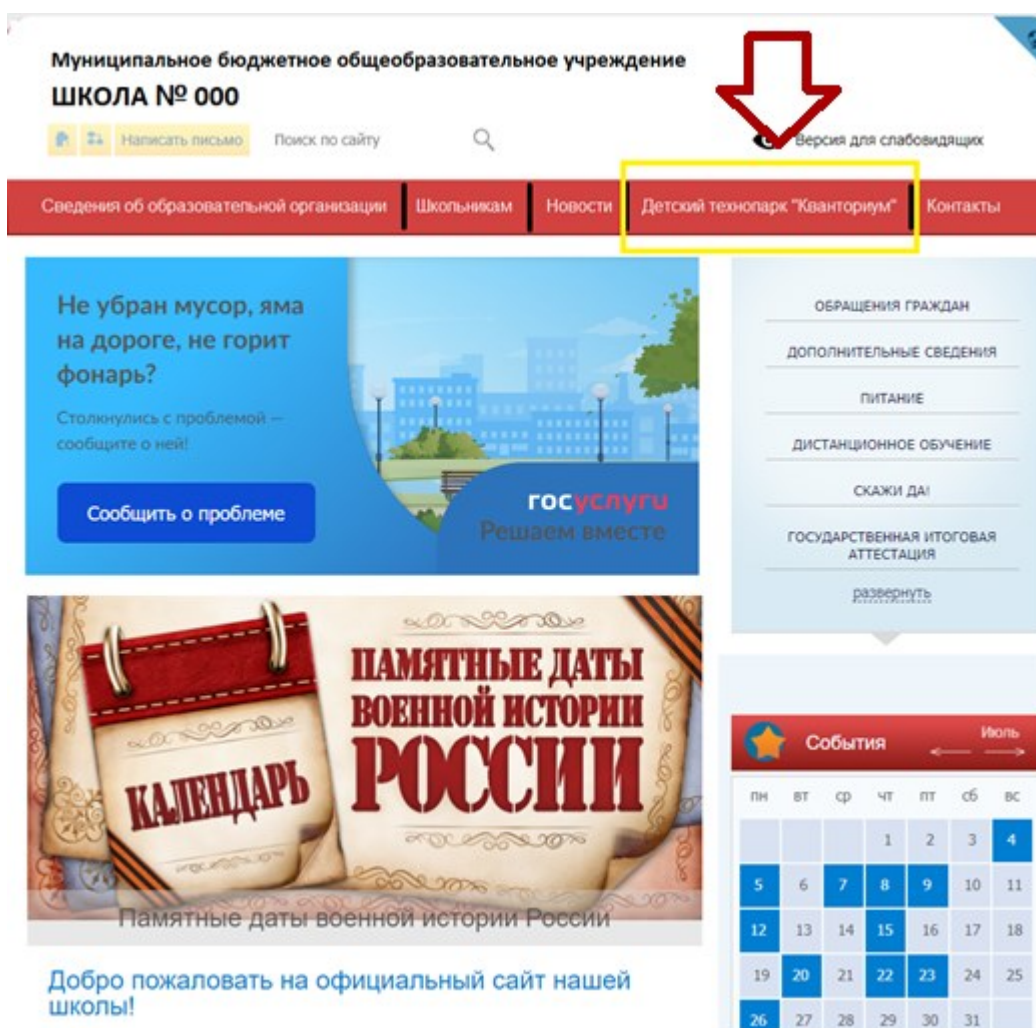 Муниципальное бюджетное общеобразовательное учреждение
ШКОЛА № 000
Написать письмо Поиск по сайту Версия для слабовидящих
Сведения об образовательной организации Школьникам Новости Детский технопарк "Кванториум" Контакты
Не убран мусор, яма
на дороге, не горит
фонарь?
Столкнулись с проблемой —
сообщите о ней!
Сообщить о проблеме
госуслуги
Решаем вместе
ОБРАЩЕНИЯ ГРАЖДАН
ДОПОЛНИТЕЛЬНЫЕ СВЕДЕНИЯ
ПИТАНИЕ
ДИСТАНЦИОННОЕ ОБУЧЕНИЕ
СКАЖИ ДА!
ГОСУДАРСТВЕННАЯ ИТОГОВАЯ
АТТЕСТАЦИЯ
развернуть
КАЛЕНДАРЬ
ПАМЯТНЫЕ ДАТЫ
ВОЕННОЙ ИСТОРИИ
РОССИИ
Памятные даты военной истории России
Добро пожаловать на официальный сайт нашей
школы!
События Июль
пн вт ср чт пт сб вс
1 2 3 4
5 6 7 8 9 10 11
12 13 14 15 16 17 18
19 20 21 22 23 24 25
26 27 28 29 30 31